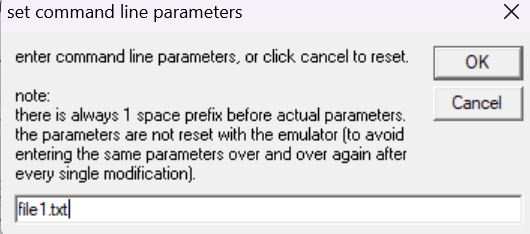 set command line parameters
enter command line parameters, or click cancel to reset.
OK
Cancel
note:
there is always 1 space prefix before actual parameters.
the parameters are not reset with the emulator (to avoid
entering the same parameters over and over again after
every single modification).
file1.txt